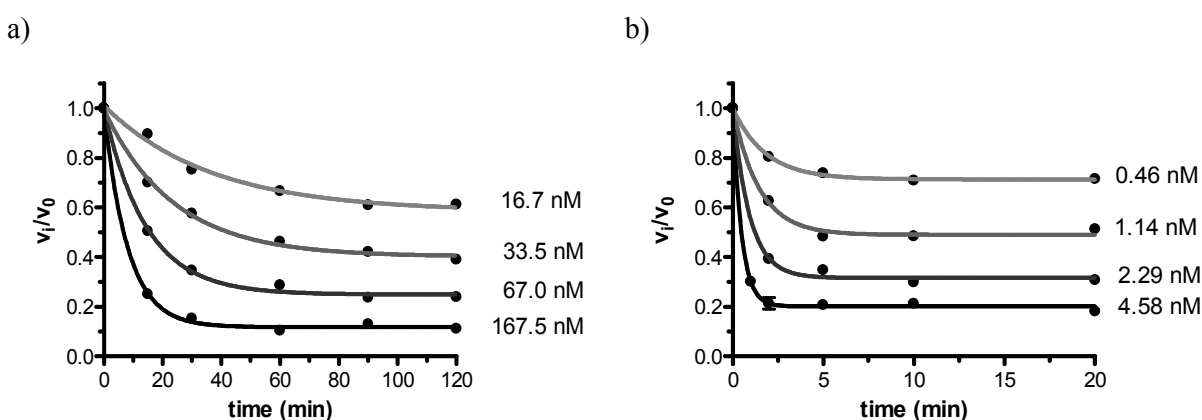 a)
vi/v0
1.0
0.8
0.6
0.4
0.2
0.0
0 20 40 60 80 100 120
time (min)
16.7 nM
33.5 nM
67.0 nM
167.5 nM
b)
vi/v0
1.0
0.8
0.6
0.4
0.2
0.0
0 5 10 15 20
time (min)
0.46 nM
1.14 nM
2.29 nM
4.58 nM